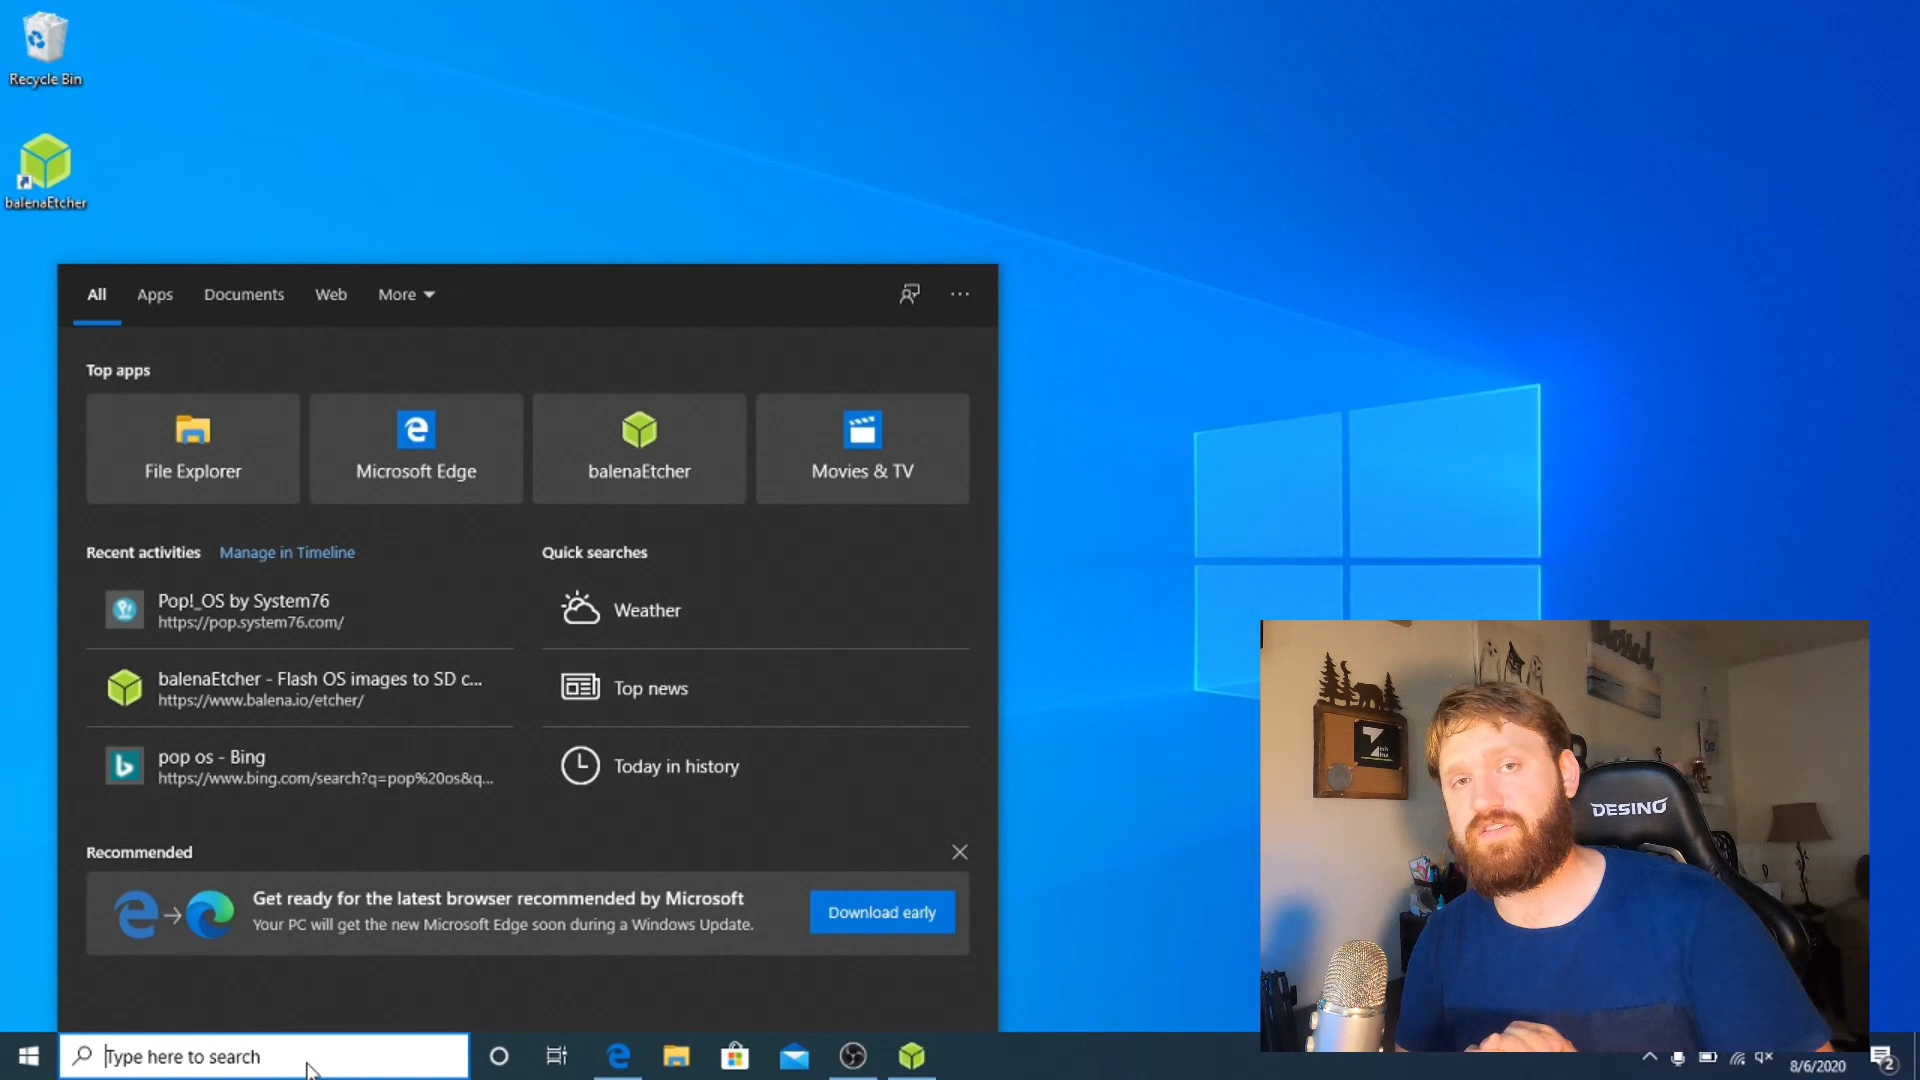 Recycle Bin
balenaEtcher
All Apps Documents Web More
Top apps
File Explorer
Microsoft Edge
balenaEtcher
Movies & TV
Recent activities Manage in Timeline
Pop!_OS by System76
https://pop.system76.com/
balenaEtcher - Flash OS images to SD c...
https://www.balena.io/etcher/
pop os - Bing
https://www.bing.com/search?q=pop%20os&q...
Quick searches
Weather
Top news
Today in history
Recommended
Get ready for the latest browser recommended by Microsoft
Your PC will get the new Microsoft Edge soon during a Windows Update.
Download early
DESINO
Type here to search
8/6/2020
2